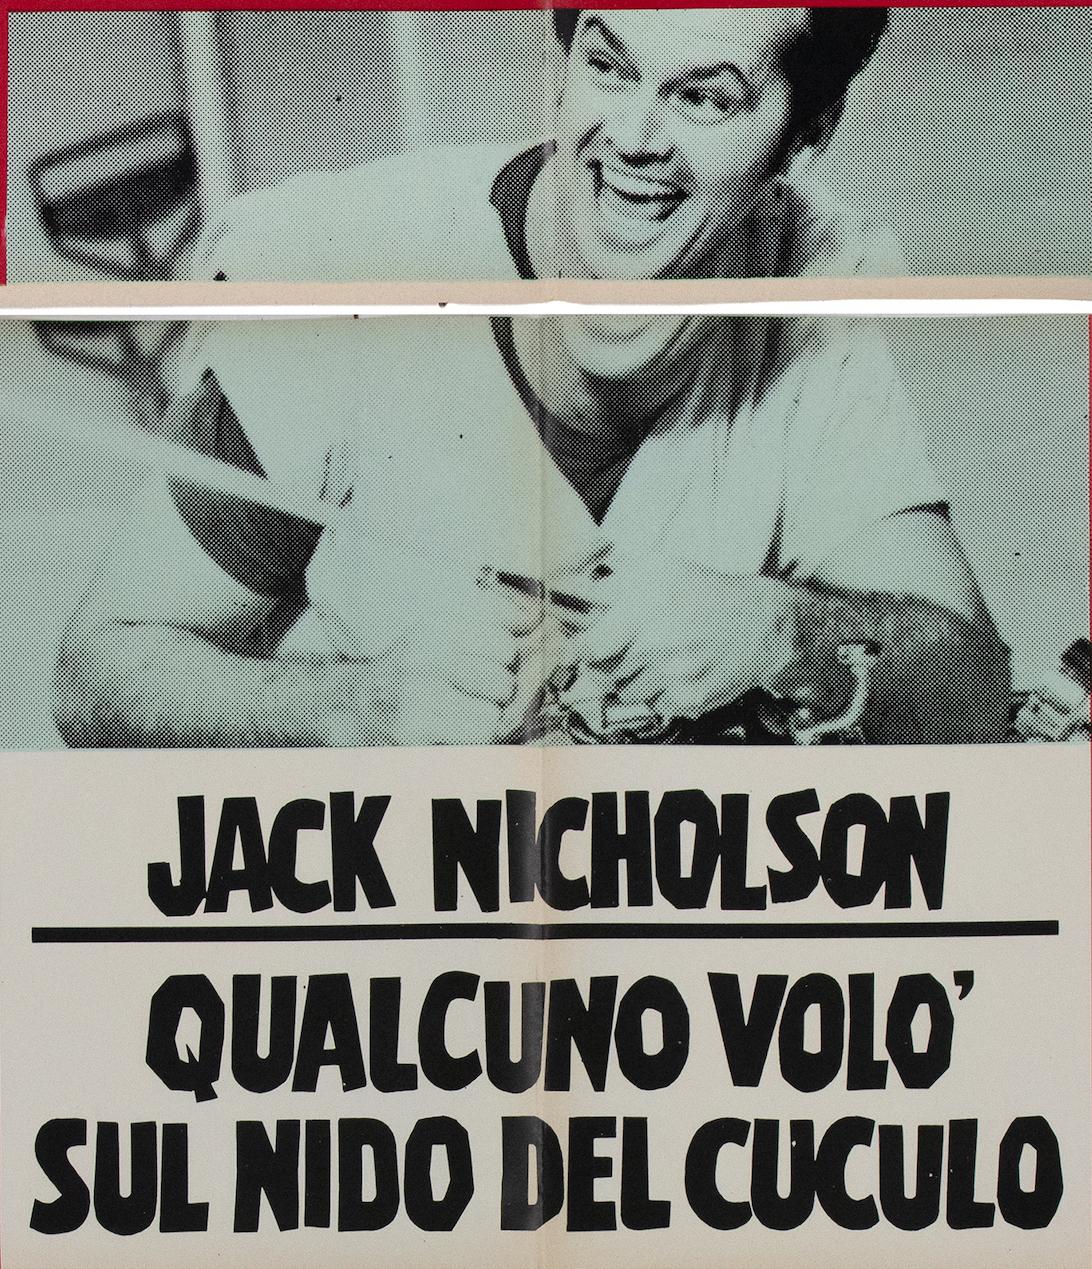 JACK NICHOLSON
QUALCUNO VOLO'
SUL NIDO DEL CUCULO